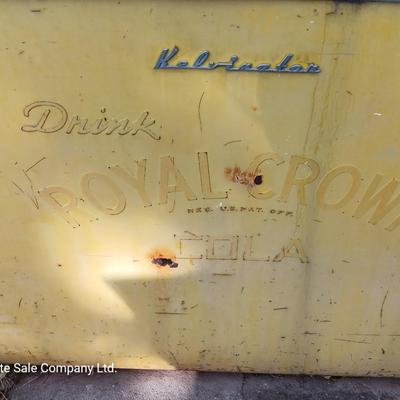 Kelvinator
Drink
ROYAL CROWN
REG. U.S. PAT. OFF.
COLA
te Sale Company Ltd.